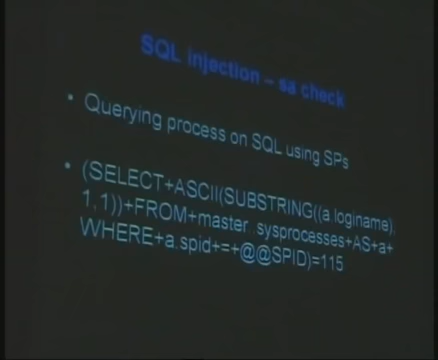 SQL Injection – sa check
• Querying process on SQL using SPs
• (SELECT+ASCII(SUBSTRING((a.loginame),
1,1))+FROM+master..sysprocesses+AS+a+
WHERE+a.spid+=+@@SPID)=115